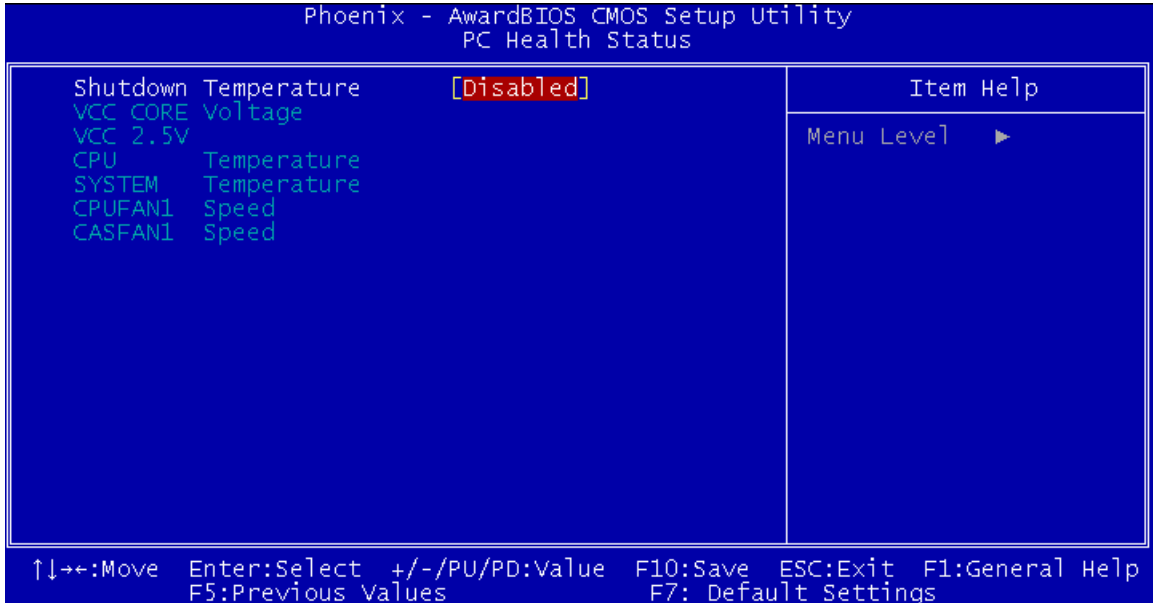 Phoenix - AwardBIOS CMOS Setup Utility
PC Health Status
Shutdown Temperature [Disabled]
VCC CORE Voltage
VCC 2.5V
CPU Temperature
SYSTEM Temperature
CPUFAN1 Speed
CASFAN1 Speed
Item Help
Menu Level ►
↑↓→←:Move Enter:Select +/-/PU/PD:Value F10:Save ESC:Exit F1:General Help
F5:Previous Values F7: Default Settings